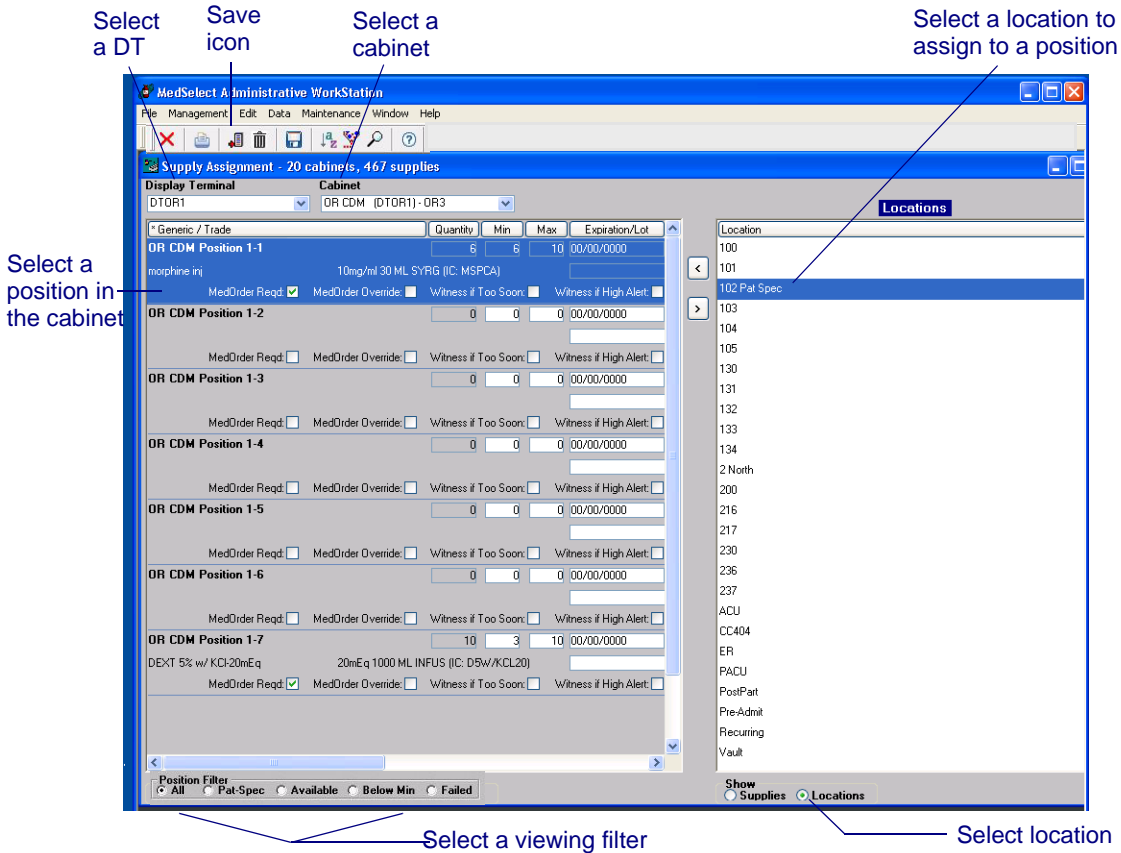 Select
a DT
Save
icon
Select a
cabinet
Select a location to
assign to a position
MedSelect Administrative WorkStation
File Management Edit Data Maintenance Window Help
Supply Assignment - 20 cabinets, 467 supplies
Display Terminal Cabinet
DTOR1 OR CDM (DTOR1) - OR3
Locations
* Generic / Trade Quantity Min Max Expiration/Lot
OR CDM Position 1-1 6 6 10 00/00/0000
morphine inj 10mg/ml 30 ML SYRG (IC: MSPCA)
MedOrder Reqd: MedOrder Override: Witness if Too Soon: Witness if High Alert:
OR CDM Position 1-2 0 0 0 00/00/0000
MedOrder Reqd: MedOrder Override: Witness if Too Soon: Witness if High Alert:
OR CDM Position 1-3 0 0 0 00/00/0000
MedOrder Reqd: MedOrder Override: Witness if Too Soon: Witness if High Alert:
OR CDM Position 1-4 0 0 0 00/00/0000
MedOrder Reqd: MedOrder Override: Witness if Too Soon: Witness if High Alert:
OR CDM Position 1-5 0 0 0 00/00/0000
MedOrder Reqd: MedOrder Override: Witness if Too Soon: Witness if High Alert:
OR CDM Position 1-6 0 0 0 00/00/0000
MedOrder Reqd: MedOrder Override: Witness if Too Soon: Witness if High Alert:
OR CDM Position 1-7 10 3 10 00/00/0000
DEXT 5% w/ KCl-20mEq 20mEq 1000 ML INFUS (IC: D5W/KCL20)
MedOrder Reqd: MedOrder Override: Witness if Too Soon: Witness if High Alert:
Select a
position in
the cabinet
< 
>
Location
100
101
102 Pat Spec
103
104
105
130
131
132
133
134
2 North
200
216
217
230
236
237
ACU
CC404
ER
PACU
PostPart
Pre-Admit
Recurring
Vault
Position Filter
All Pat-Spec Available Below Min Failed
Show
Supplies Locations
Select a viewing filter
Select location